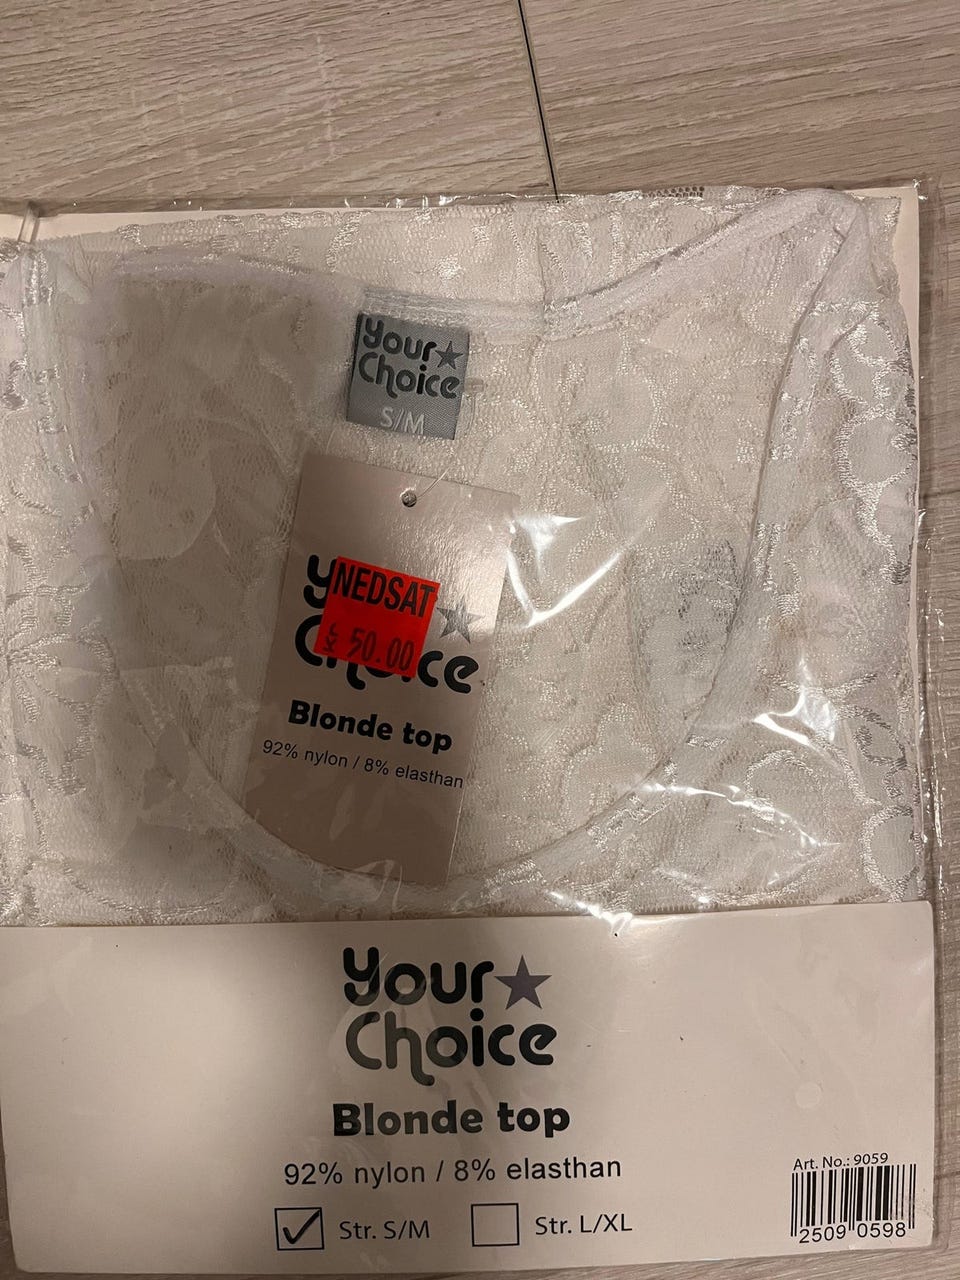 Your
Choice
S/M
NEDSAT
50.00
Blonde top
92% nylon / 8% elasthan
Your
Choice
Blonde top
92% nylon / 8% elasthan
Str. S/M
Str. L/XL
Art. No.: 9059
2509 0598